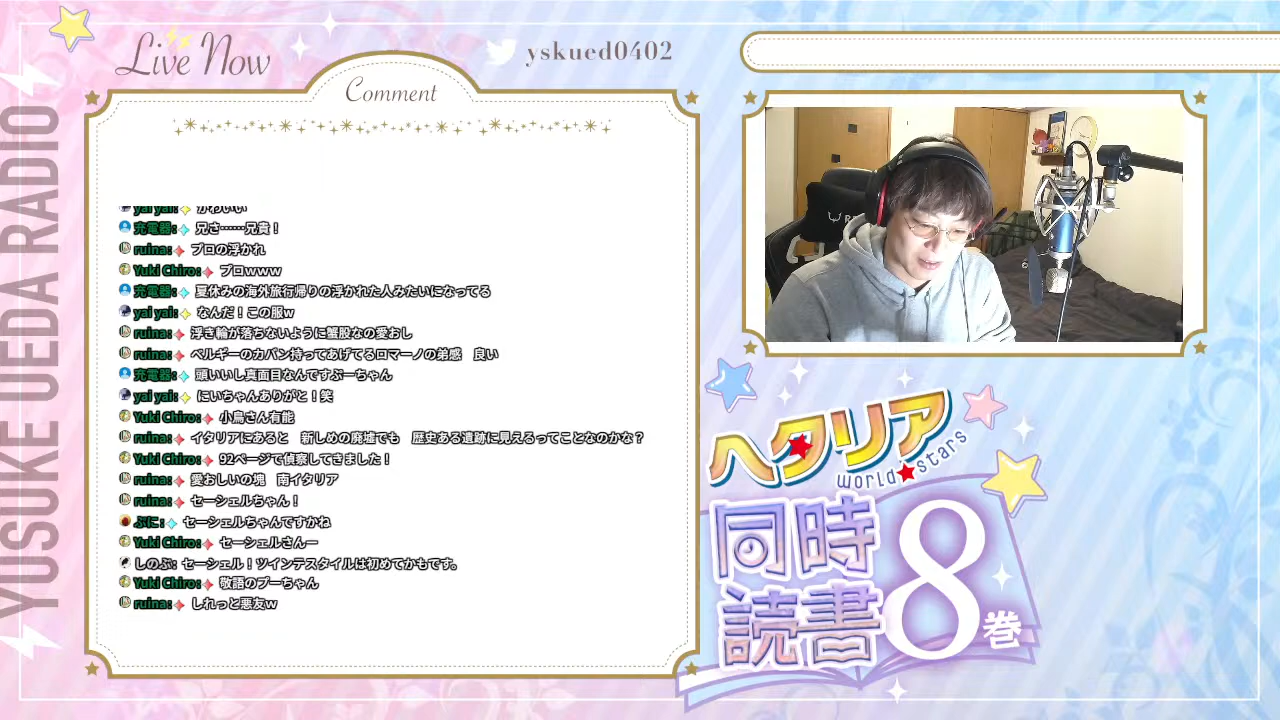 Live Now
yskued0402
Comment
YUSUKE UEDA RADIO
yai yai: かわいい
充電器: 兄さ……兄貴！
ruina: プロの浮かれ
Yuki Chiro: プロwww
充電器: 夏休みの海外旅行帰りの浮かれた人みたいになってる
yai yai: なんだ！この服w
ruina: 浮き輪が落ちないように蟹股なの愛おし
ruina: ベルギーのカバン持ってあげてるロマーノの弟感　良い
充電器: 頭いいし真面目なんですぷーちゃん
yai yai: にいちゃんありがと！笑
Yuki Chiro: 小鳥さん有能
ruina: イタリアにあると　新しめの廃墟でも　歴史ある遺跡に見えるってことなのかな？
Yuki Chiro: 92ページで偵察してきました！
ruina: 愛おしいの塊　南イタリア
ruina: セーシェルちゃん！
ぷに: セーシェルちゃんですかね
Yuki Chiro: セーシェルさんー
しのぶ: セーシェル！ツインテスタイルは初めてかもです。
Yuki Chiro: 敬語のプーちゃん
ruina: しれっと悪友w
ヘタリア
world★stars
同時
読書
8巻